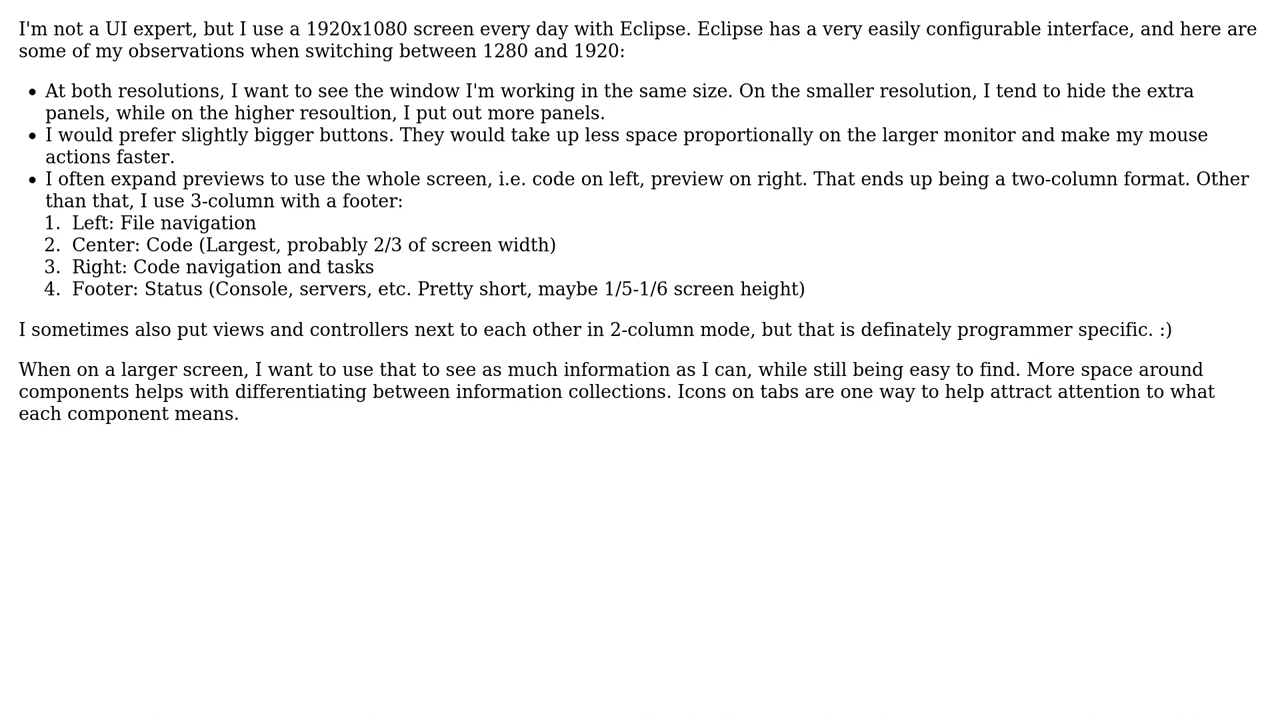 I'm not a UI expert, but I use a 1920x1080 screen every day with Eclipse. Eclipse has a very easily configurable interface, and here are
some of my observations when switching between 1280 and 1920:
• At both resolutions, I want to see the window I'm working in the same size. On the smaller resolution, I tend to hide the extra
panels, while on the higher resoultion, I put out more panels.
• I would prefer slightly bigger buttons. They would take up less space proportionally on the larger monitor and make my mouse
actions faster.
• I often expand previews to use the whole screen, i.e. code on left, preview on right. That ends up being a two-column format. Other
than that, I use 3-column with a footer:
1. Left: File navigation
2. Center: Code (Largest, probably 2/3 of screen width)
3. Right: Code navigation and tasks
4. Footer: Status (Console, servers, etc. Pretty short, maybe 1/5-1/6 screen height)
I sometimes also put views and controllers next to each other in 2-column mode, but that is definately programmer specific. :)
When on a larger screen, I want to use that to see as much information as I can, while still being easy to find. More space around
components helps with differentiating between information collections. Icons on tabs are one way to help attract attention to what
each component means.